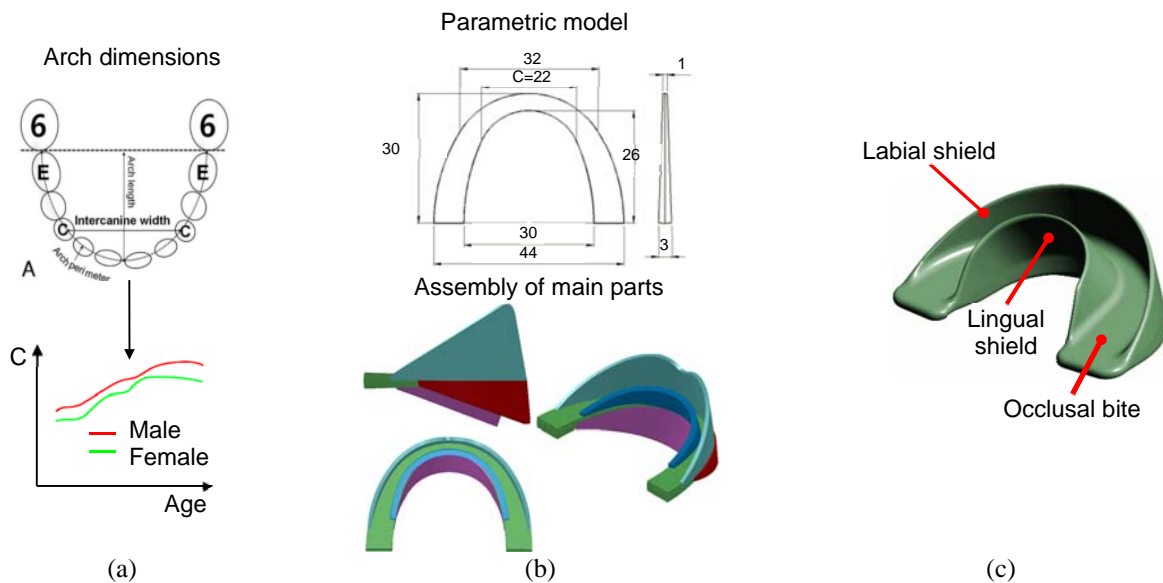 Arch dimensions
6 6
E E
Arch length
Intercanine width
C C
Arch perimeter
A
C
Male
Female
Age
(a)
Parametric model
32
C=22
1
30
26
30
44
3
Assembly of main parts
(b)
Labial shield
Lingual
shield
Occlusal bite
(c)